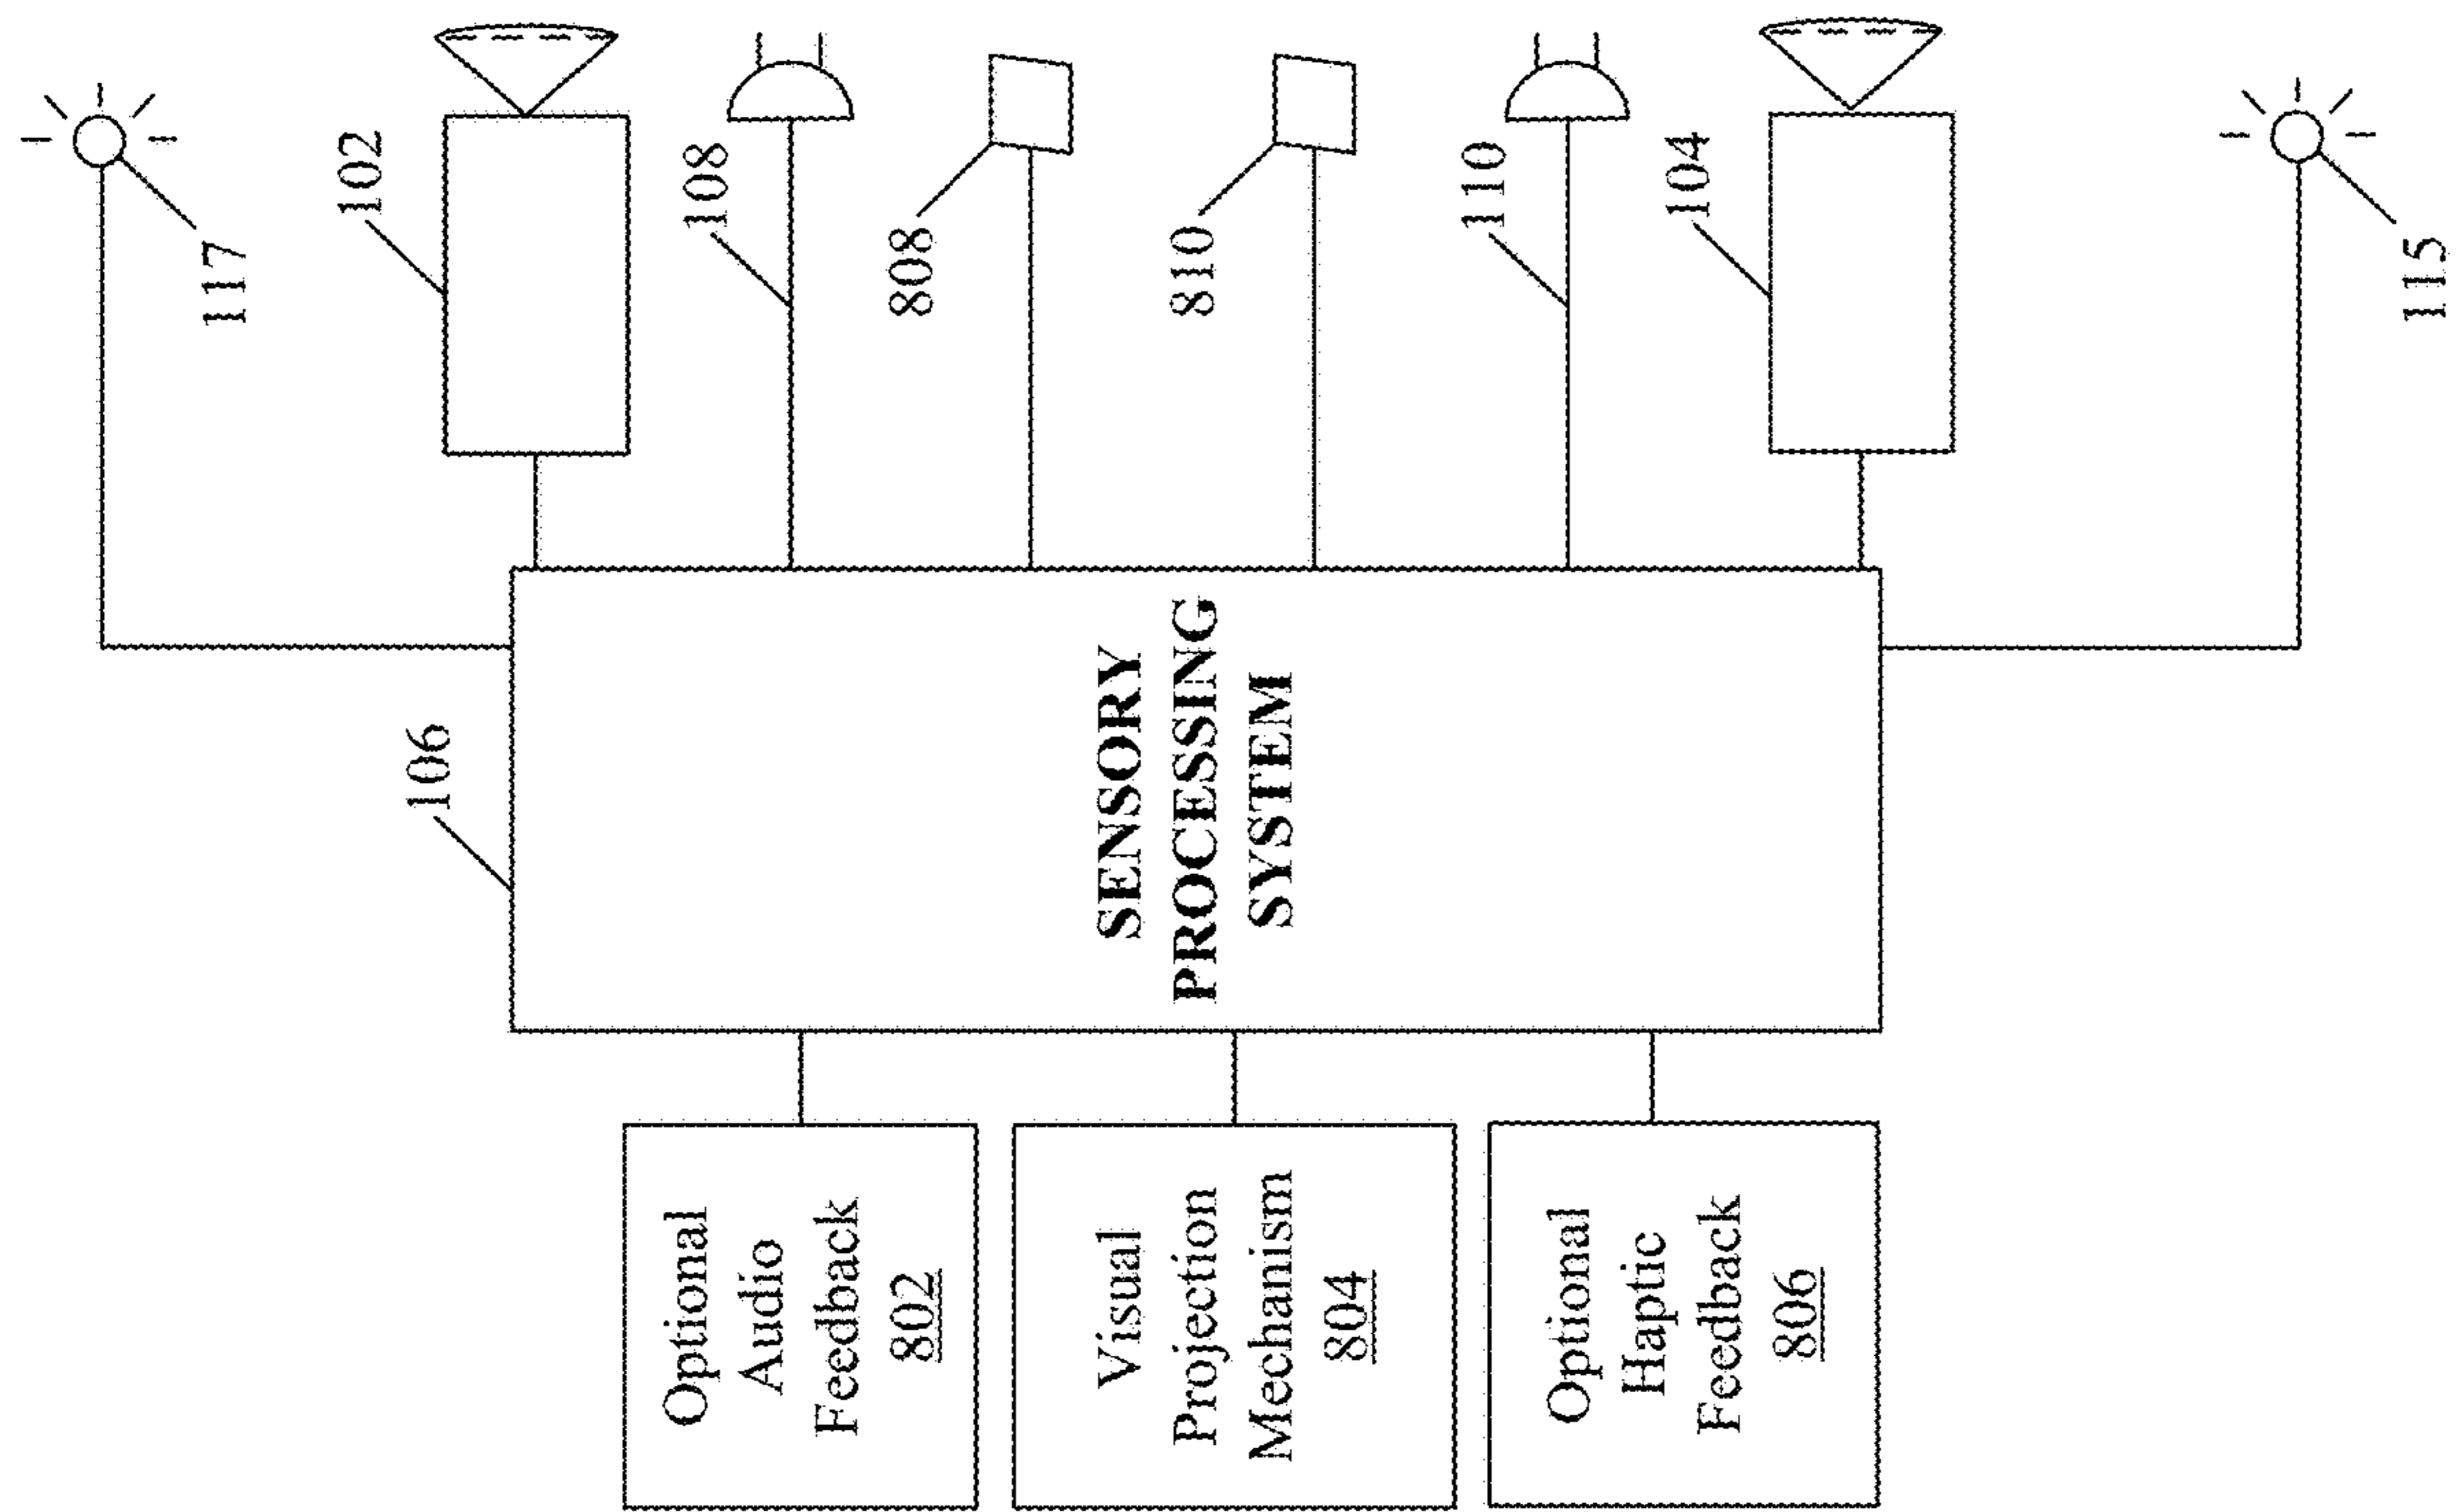 117
102
108
808
810
110
104
115
106
SENSORY
PROCESSING
SYSTEM
Optional
Audio
Feedback
802
Visual
Projection
Mechanism
804
Optional
Haptic
Feedback
806